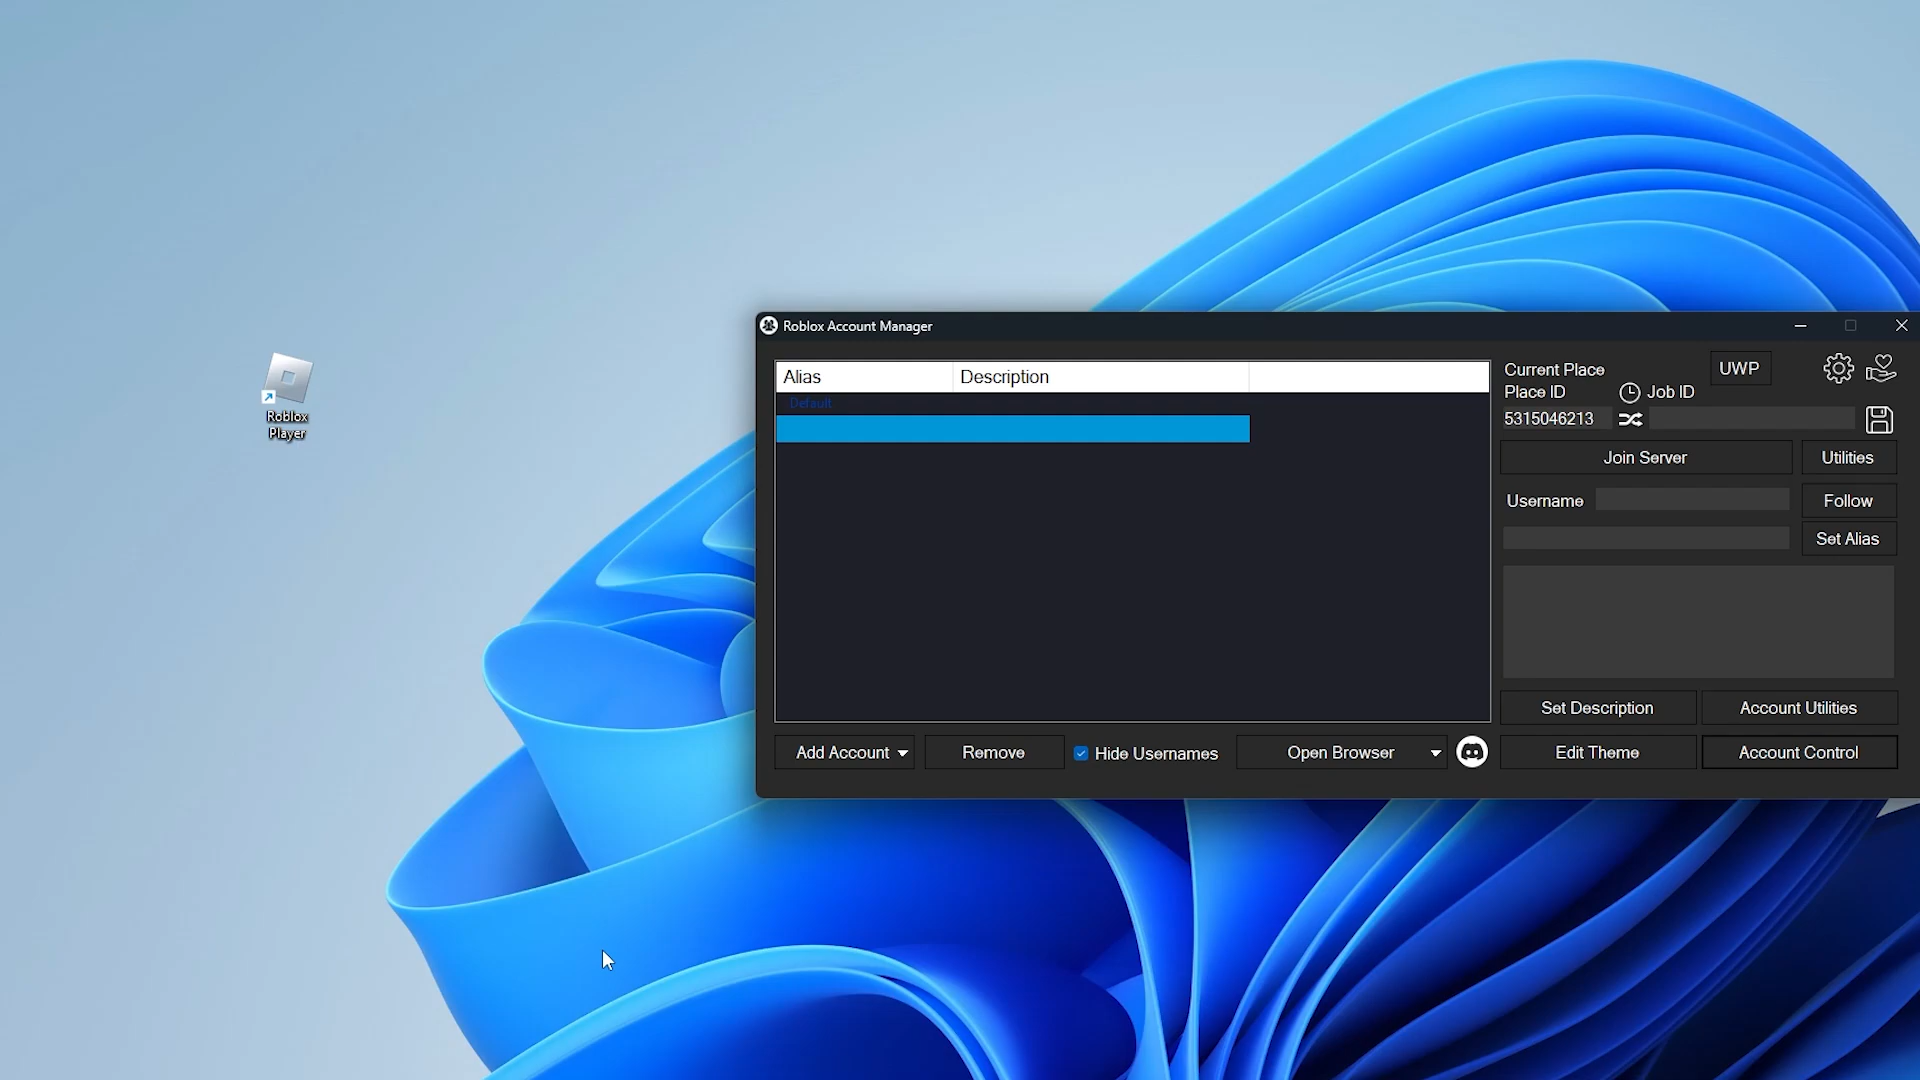 Roblox
Player
Roblox Account Manager
Alias Description
Default
Current Place
UWP
Place ID
Job ID
5315046213
Join Server
Utilities
Username
Follow
Set Alias
Set Description
Account Utilities
Add Account
Remove
Hide Usernames
Open Browser
Edit Theme
Account Control